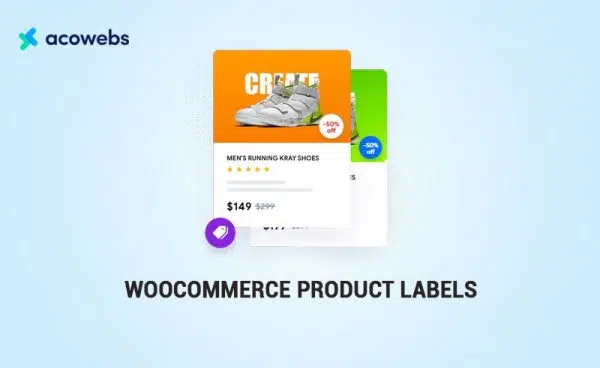 acowebs
CREATE
-50%
off
-50%
off
MEN'S RUNNING KRAY SHOES
$149 $299
WOOCOMMERCE PRODUCT LABELS